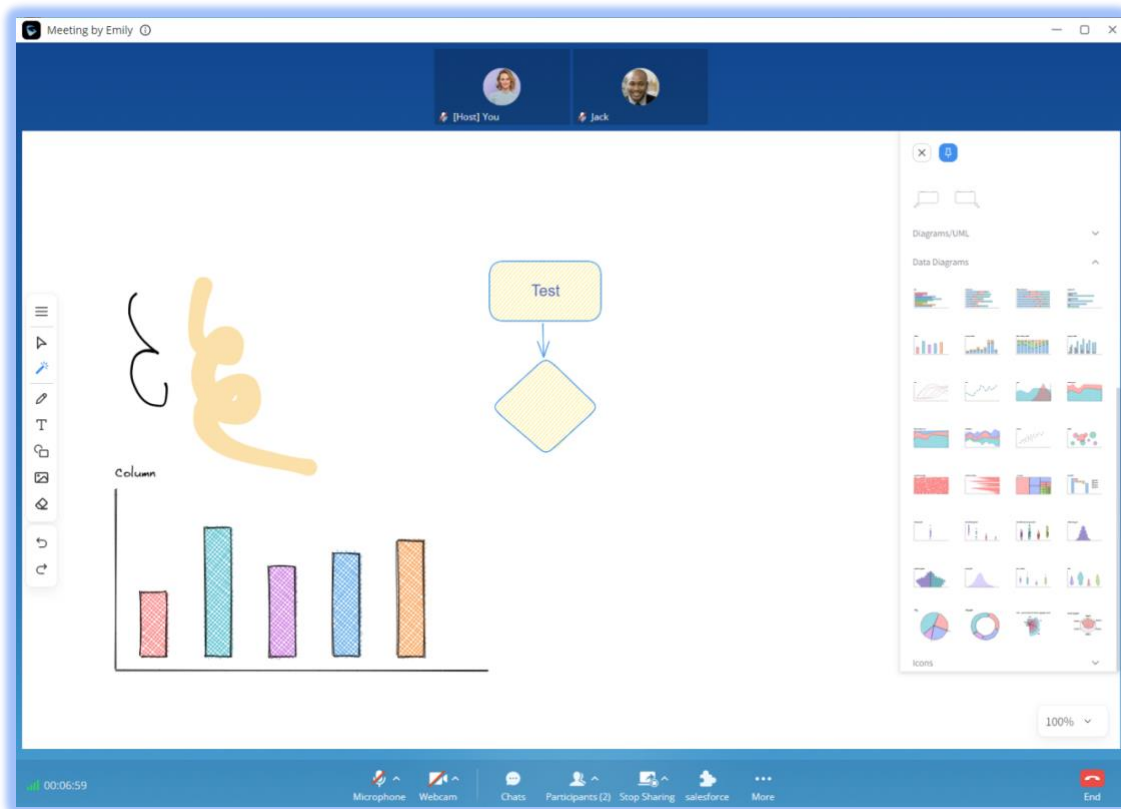 Meeting by Emily
[Host] You
Jack
Diagrams/UML
Data Diagrams
Test
Column
Icons
100%
00:06:59
Microphone
Webcam
Chats
Participants (2)
Stop Sharing
salesforce
More
End